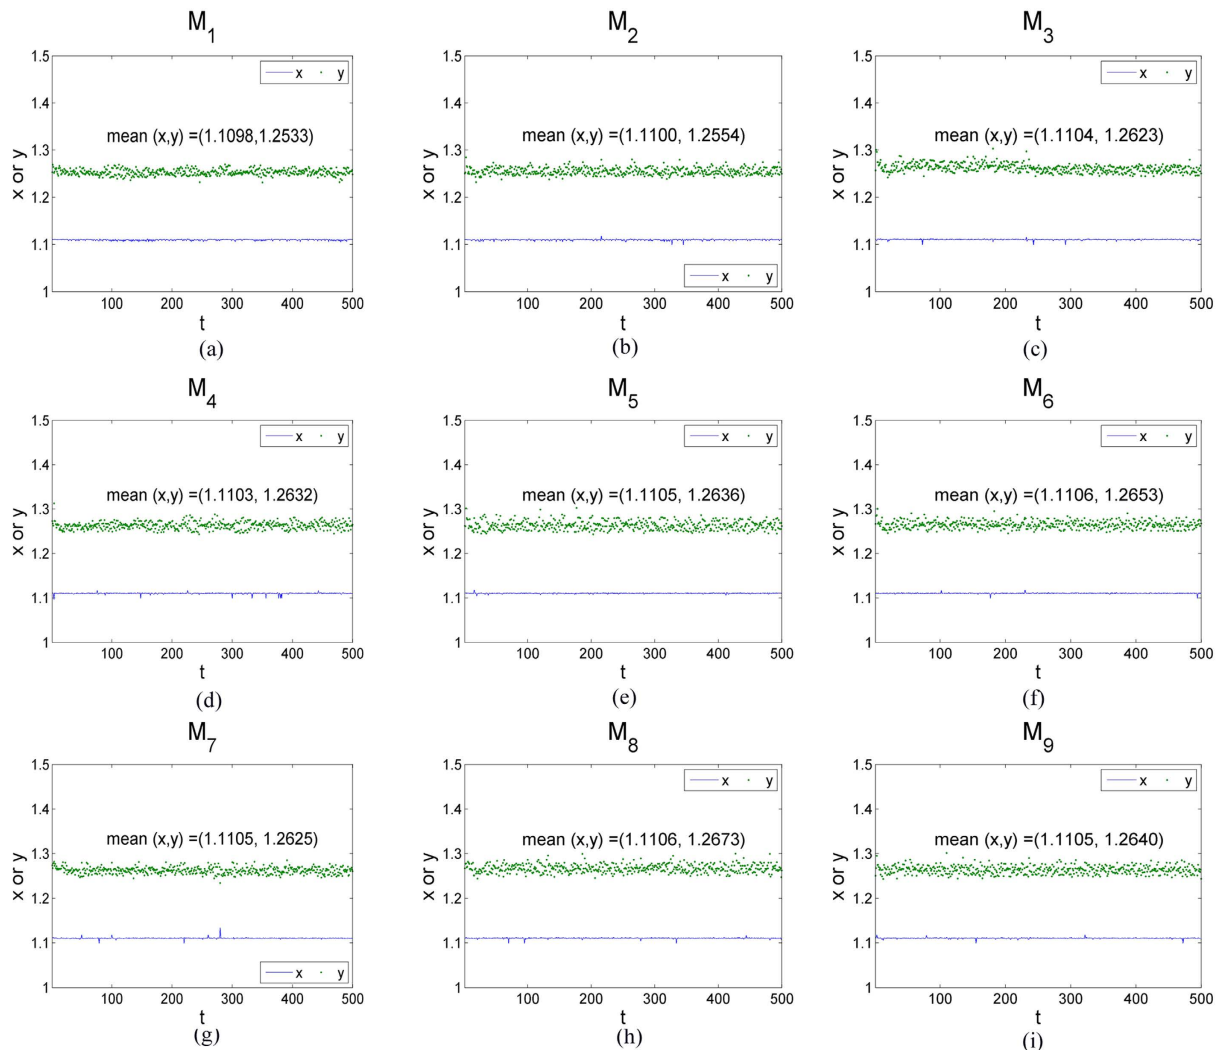 M1
1.5
1.4
1.3
1.2
1.1
1
x or y
x y
mean (x,y) =(1.1098,1.2533)
100 200 300 400 500
t
(a)
M2
1.5
1.4
1.3
1.2
1.1
1
x or y
mean (x,y) =(1.1100, 1.2554)
x y
100 200 300 400 500
t
(b)
M3
1.5
1.4
1.3
1.2
1.1
1
x or y
x y
mean (x,y) =(1.1104, 1.2623)
100 200 300 400 500
t
(c)
M4
1.5
1.4
1.3
1.2
1.1
1
x or y
x y
mean (x,y) =(1.1103, 1.2632)
100 200 300 400 500
t
(d)
M5
1.5
1.4
1.3
1.2
1.1
1
x or y
x y
mean (x,y) =(1.1105, 1.2636)
100 200 300 400 500
t
(e)
M6
1.5
1.4
1.3
1.2
1.1
1
x or y
x y
mean (x,y) =(1.1106, 1.2653)
100 200 300 400 500
t
(f)
M7
1.5
1.4
1.3
1.2
1.1
1
x or y
mean (x,y) =(1.1105, 1.2625)
x y
100 200 300 400 500
t
(g)
M8
1.5
1.4
1.3
1.2
1.1
1
x or y
x y
mean (x,y) =(1.1106, 1.2673)
100 200 300 400 500
t
(h)
M9
1.5
1.4
1.3
1.2
1.1
1
x or y
x y
mean (x,y) =(1.1105, 1.2640)
100 200 300 400 500
t
(i)